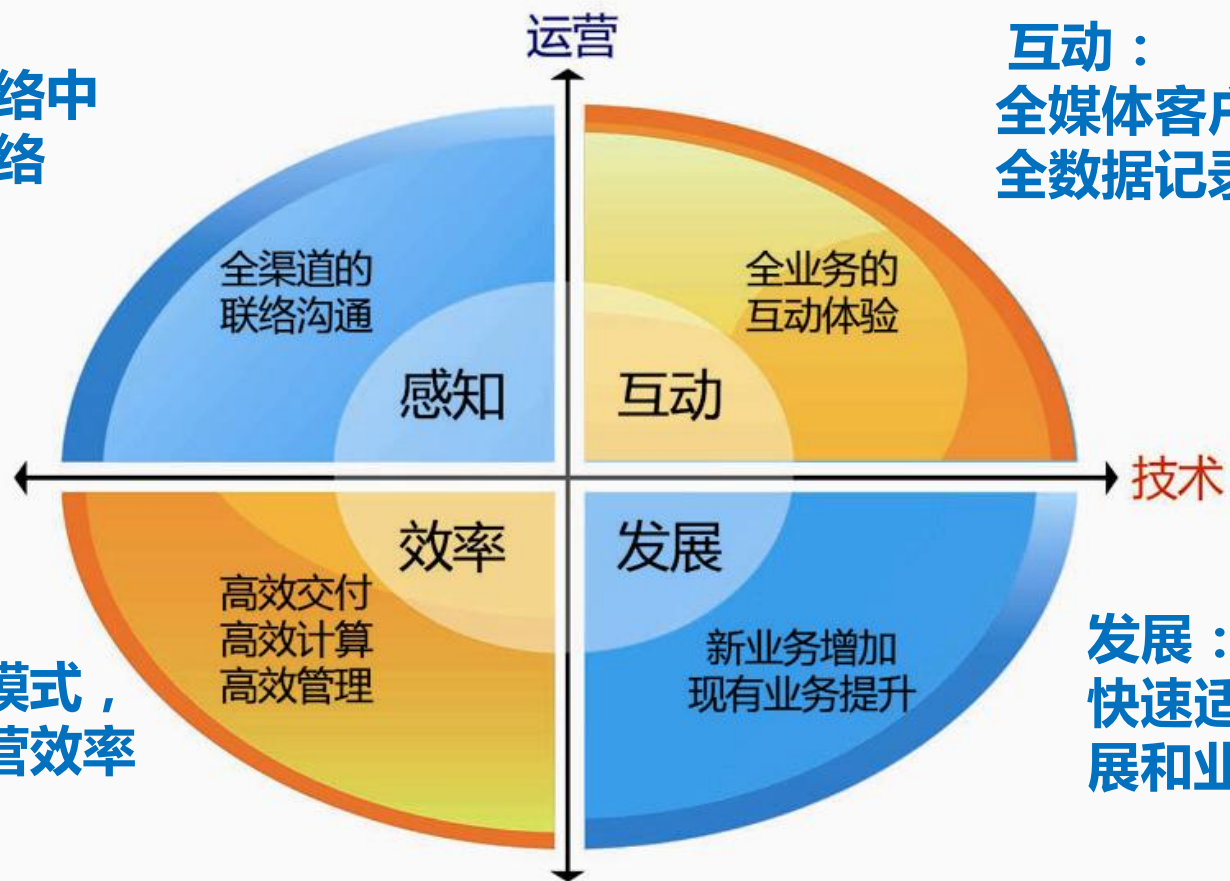 运营
络中
络
互动：
全媒体客户
全数据记录
全渠道的
联络沟通
全业务的
互动体验
感知
互动
技术
效率
发展
高效交付
高效计算
高效管理
新业务增加
现有业务提升
模式，
营效率
发展：
快速适
展和业